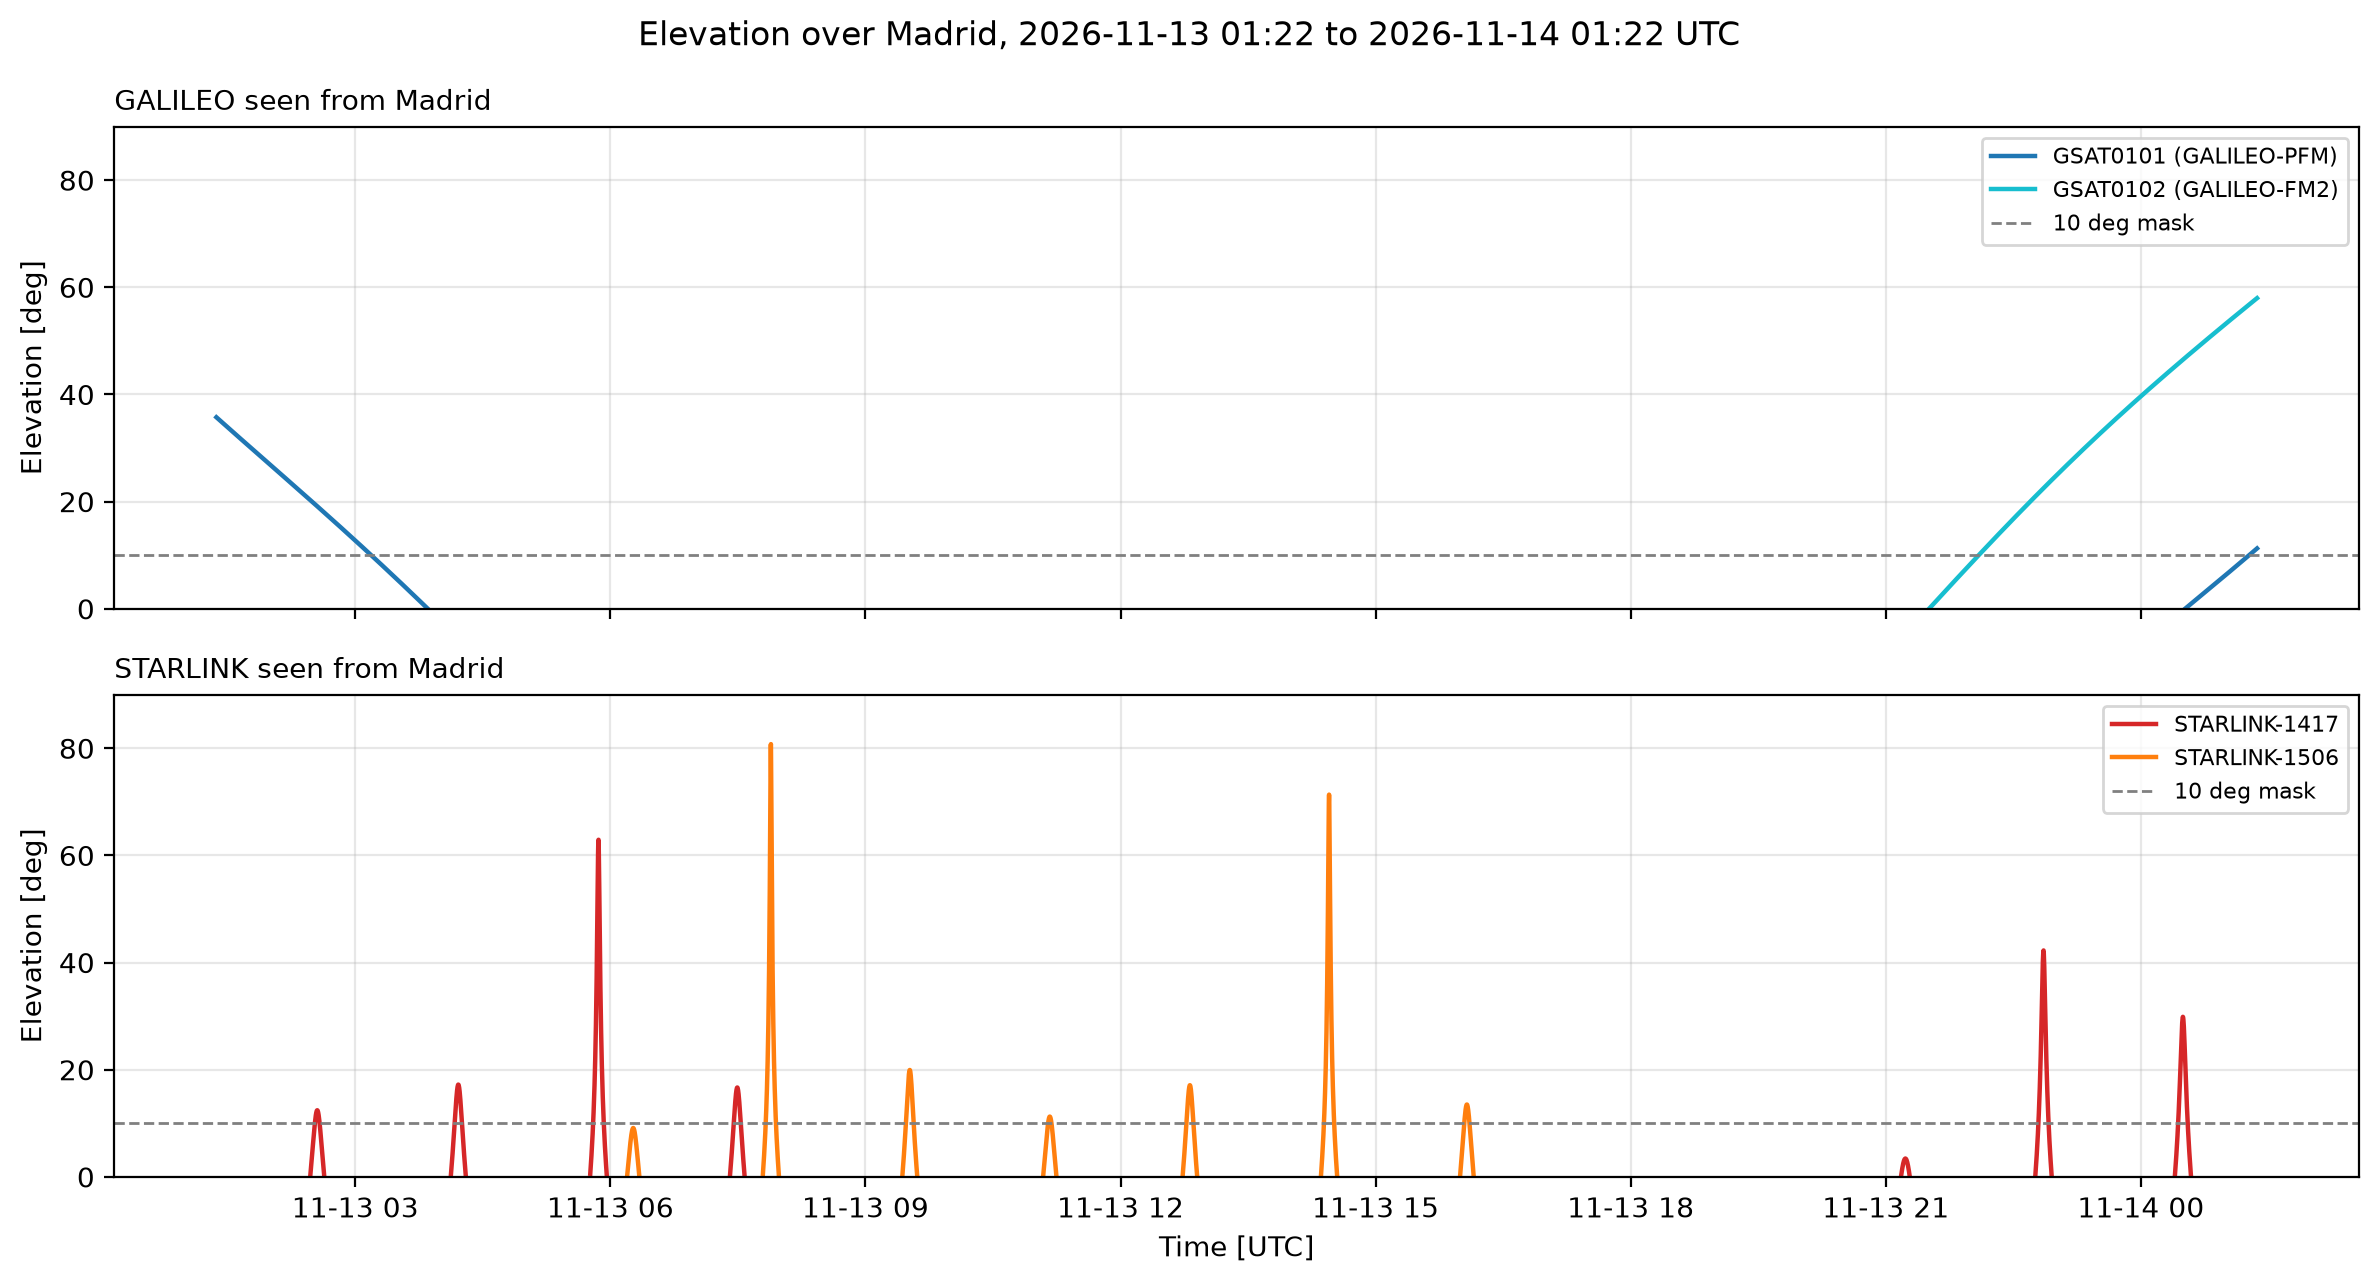 Elevation over Madrid, 2026-11-13 01:22 to 2026-11-14 01:22 UTC
GALILEO seen from Madrid
Elevation [deg]
80
60
40
20
0
GSAT0101 (GALILEO-PFM)
GSAT0102 (GALILEO-FM2)
10 deg mask
STARLINK seen from Madrid
Elevation [deg]
80
60
40
20
0
STARLINK-1417
STARLINK-1506
10 deg mask
11-13 03 11-13 06 11-13 09 11-13 12 11-13 15 11-13 18 11-13 21 11-14 00
Time [UTC]